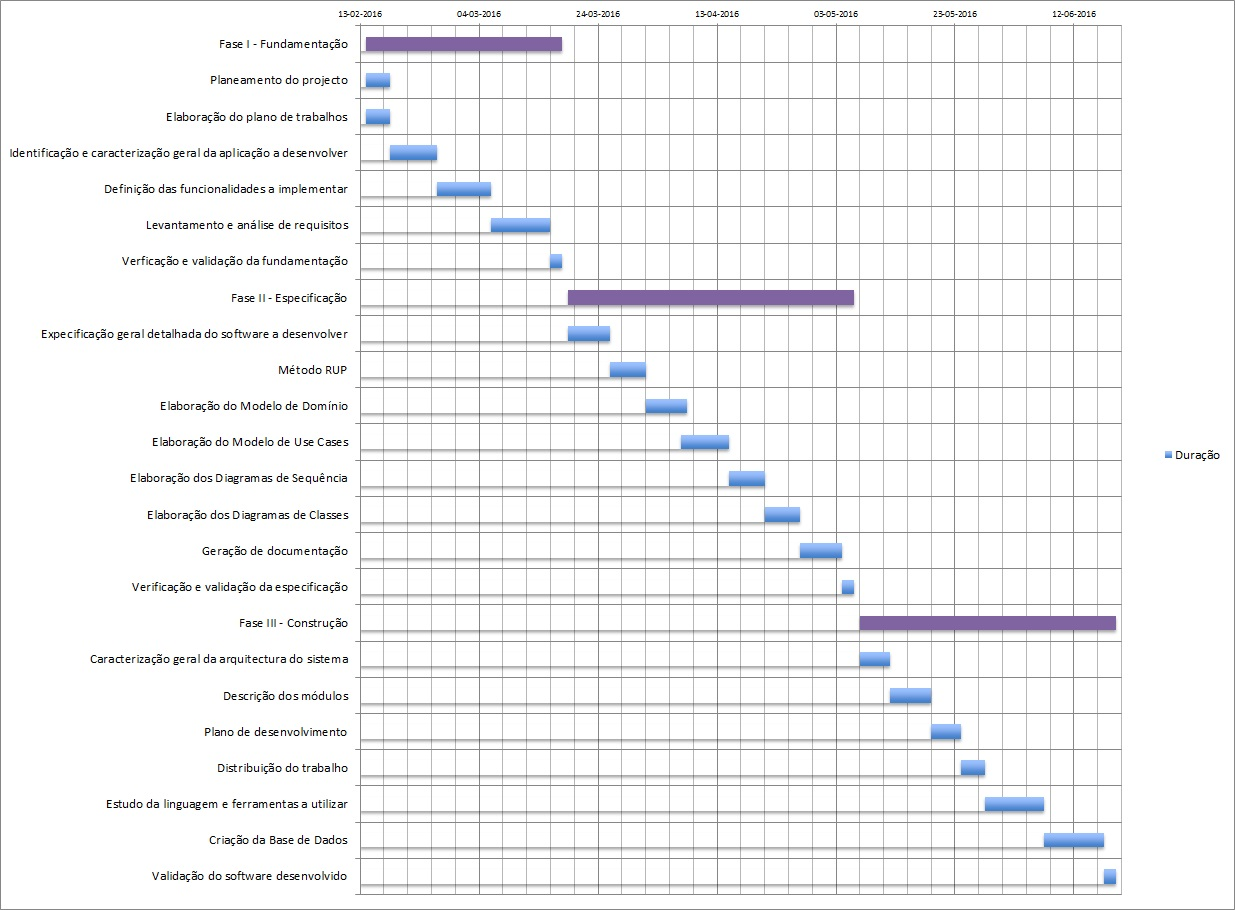 13-02-2016 04-03-2016 24-03-2016 13-04-2016 03-05-2016 23-05-2016 12-06-2016
Fase I - Fundamentação
Planeamento do projecto
Elaboração do plano de trabalhos
Identificação e caracterização geral da aplicação a desenvolver
Definição das funcionalidades a implementar
Levantamento e análise de requisitos
Verficação e validação da fundamentação
Fase II - Especificação
Expecificação geral detalhada do software a desenvolver
Método RUP
Elaboração do Modelo de Domínio
Elaboração do Modelo de Use Cases
Duração
Elaboração dos Diagramas de Sequência
Elaboração dos Diagramas de Classes
Geração de documentação
Verificação e validação da especificação
Fase III - Construção
Caracterização geral da arquitectura do sistema
Descrição dos módulos
Plano de desenvolvimento
Distribuição do trabalho
Estudo da linguagem e ferramentas a utilizar
Criação da Base de Dados
Validação do software desenvolvido